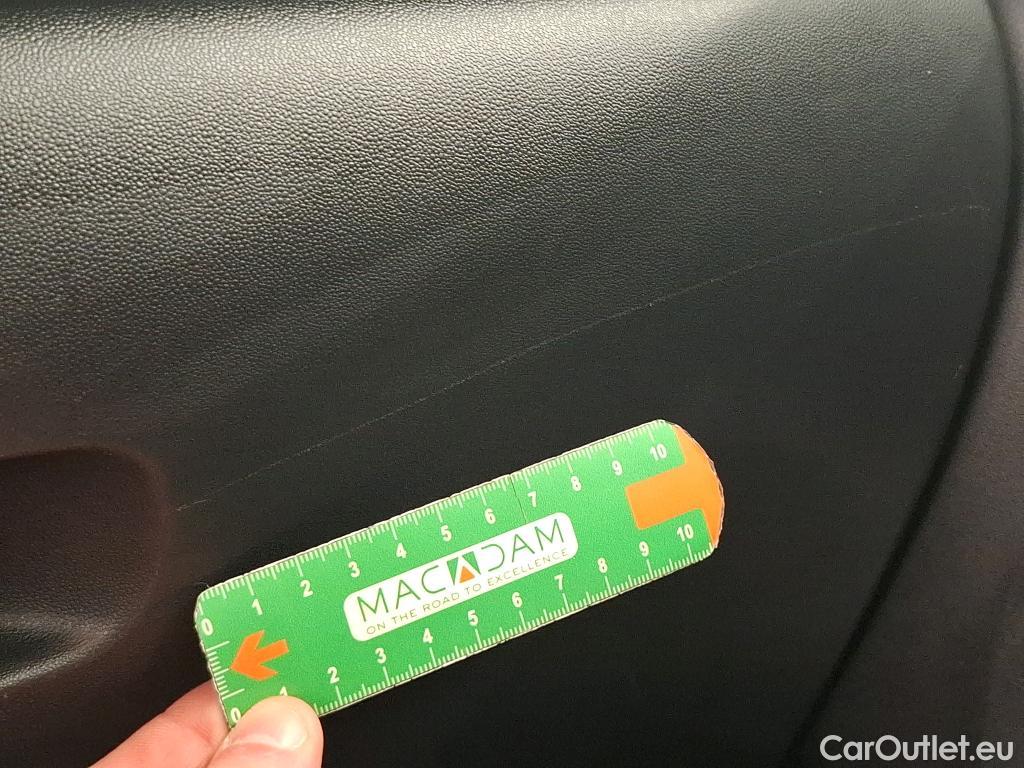 0 1 2 3 4 5 6 7 8 9 10
MACADAM
ON THE ROAD TO EXCELLENCE
0 1 2 3 4 5 6 7 8 9 10
CarOutlet.eu